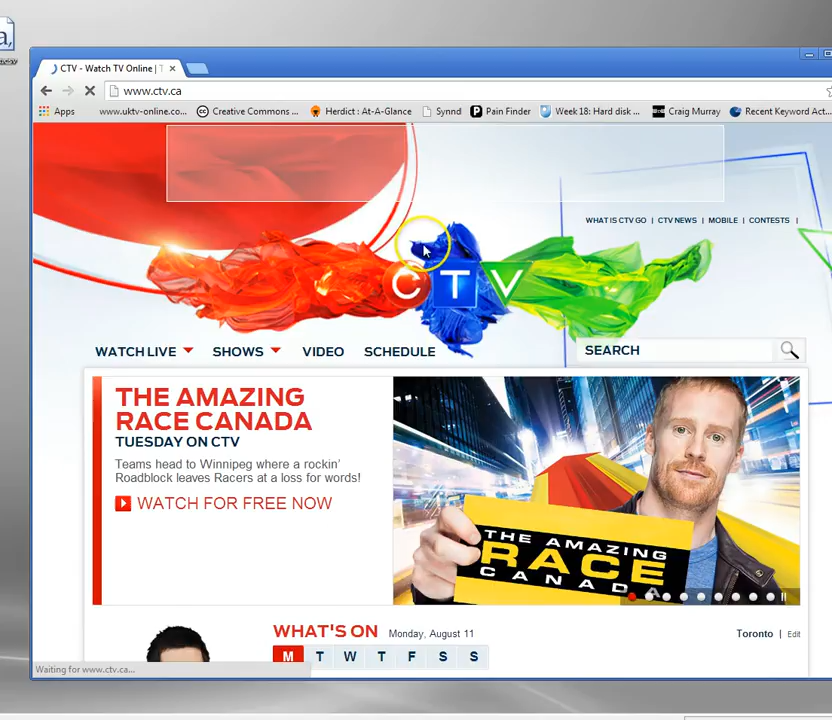 CTV - Watch TV Online | T
www.ctv.ca
Apps www.uktv-online.co... Creative Commons ... Herdict : At-A-Glance Synnd Pain Finder Week 18: Hard disk ... Craig Murray Recent Keyword Act...
WHAT IS CTV GO | CTV NEWS | MOBILE | CONTESTS |
CTV
WATCH LIVE SHOWS VIDEO SCHEDULE SEARCH
THE AMAZING
RACE CANADA
TUESDAY ON CTV
Teams head to Winnipeg where a rockin'
Roadblock leaves Racers at a loss for words!
WATCH FOR FREE NOW
THE AMAZING
RACE
CANADA
WHAT'S ON Monday, August 11 Toronto | Edit
M T W T F S S
Waiting for www.ctv.ca...